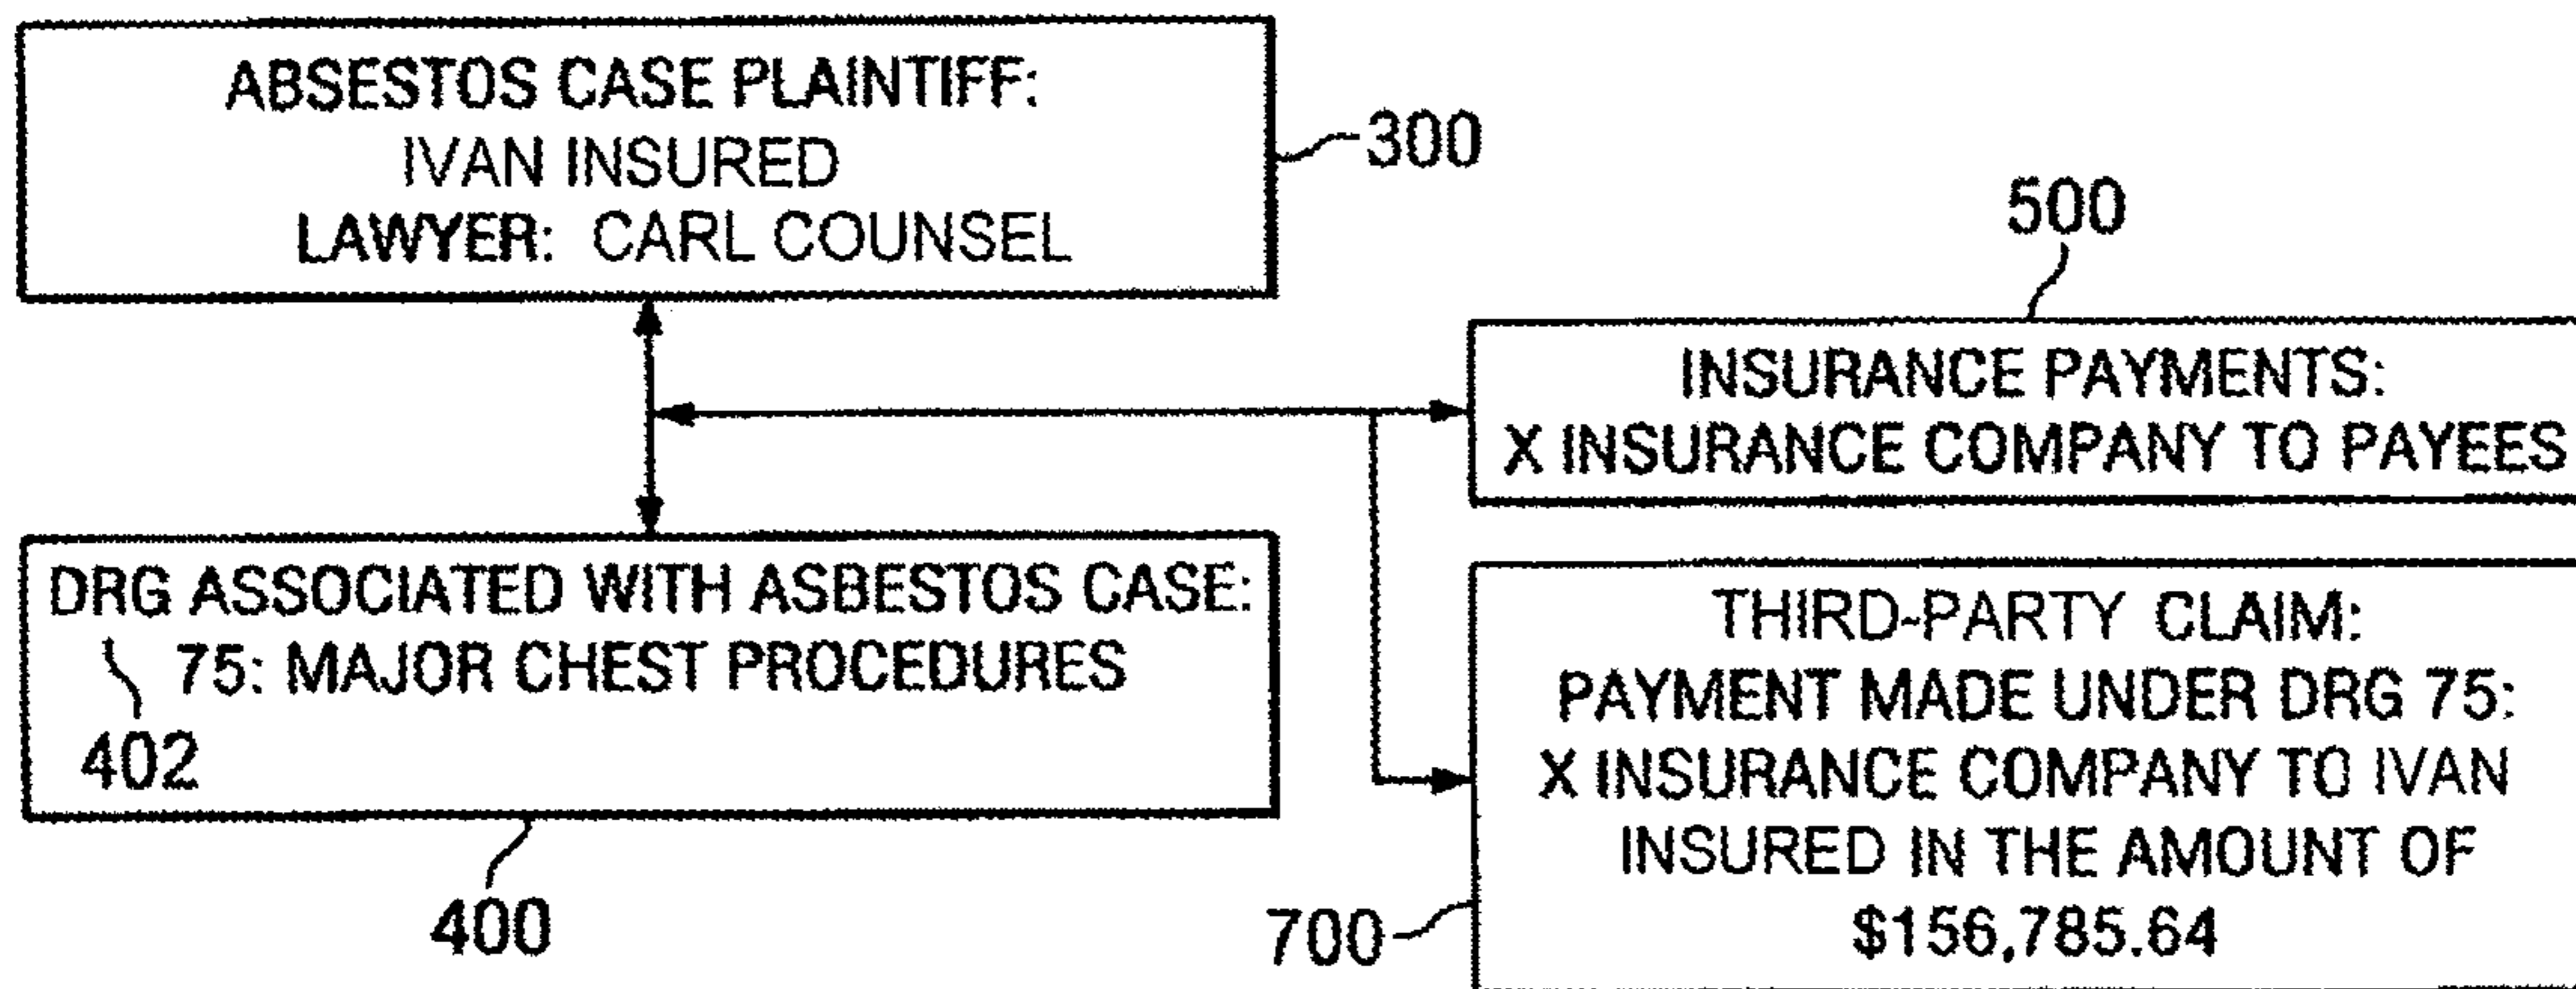 ABSESTOS CASE PLAINTIFF:
IVAN INSURED
LAWYER: CARL COUNSEL
300
500
INSURANCE PAYMENTS:
X INSURANCE COMPANY TO PAYEES
DRG ASSOCIATED WITH ASBESTOS CASE:
75: MAJOR CHEST PROCEDURES
402
400
THIRD-PARTY CLAIM:
PAYMENT MADE UNDER DRG 75:
X INSURANCE COMPANY TO IVAN
INSURED IN THE AMOUNT OF
$156,785.64
700